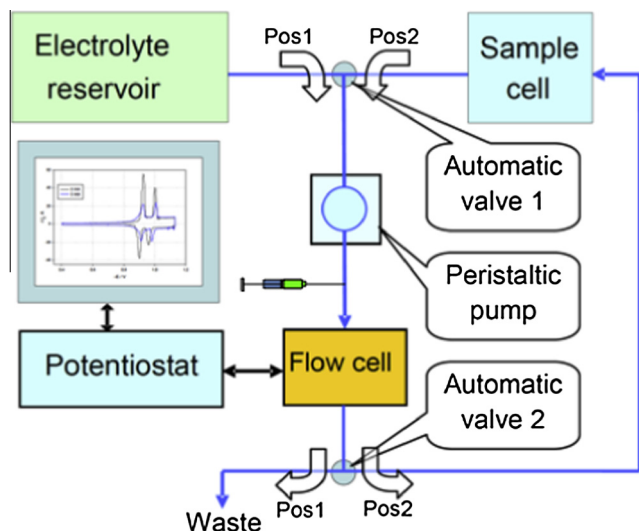 Electrolyte
reservoir
Pos1
Pos2
Sample
cell
Automatic
valve 1
Peristaltic
pump
Potentiostat
Flow cell
Automatic
valve 2
Pos1
Pos2
Waste